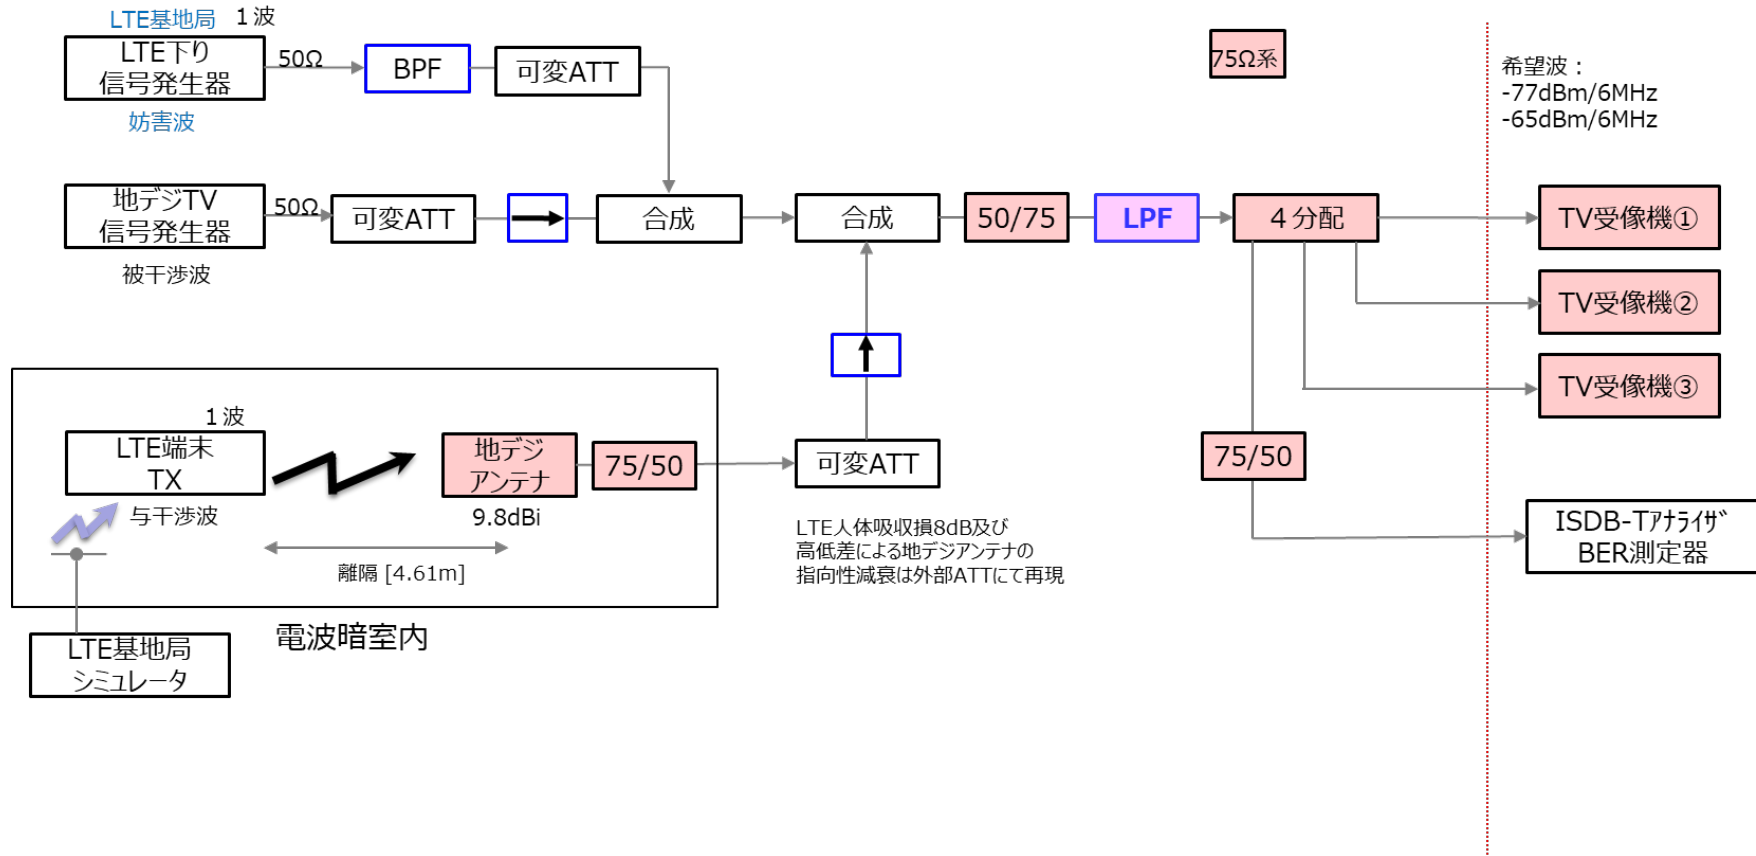 LTE基地局 1波
LTE下り
信号発生器
50Ω
BPF
可変ATT
妨害波
75Ω系
希望波：
-77dBm/6MHz
-65dBm/6MHz
地デジTV
信号発生器
50Ω
可変ATT
合成
合成
50/75
LPF
4分配
TV受像機①
被干渉波
TV受像機②
TV受像機③
1波
LTE端末
TX
与干渉波
地デジ
アンテナ
9.8dBi
75/50
可変ATT
75/50
離隔 [4.61m]
LTE人体吸収損8dB及び
高低差による地デジアンテナの
指向性減衰は外部ATTにて再現
ISDB-Tアナライザ
BER測定器
電波暗室内
LTE基地局
シミュレータ